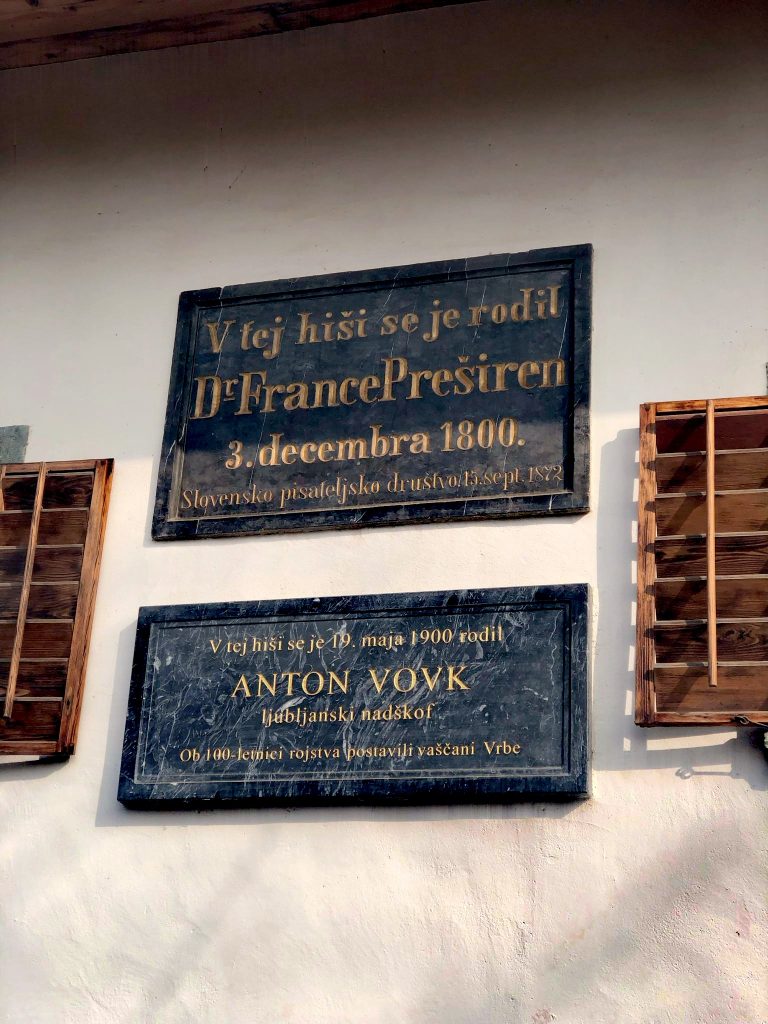 V tej hiši se je rodil
Dr France Preširen
3. decembra 1800.
Slovensko pisateljsko društvo 15. sept. 1872
V tej hiši se je 19. maja 1900 rodil
ANTON VOVK
ljubljanski nadškof
Ob 100-letnici rojstva postavili vaščani Vrbe